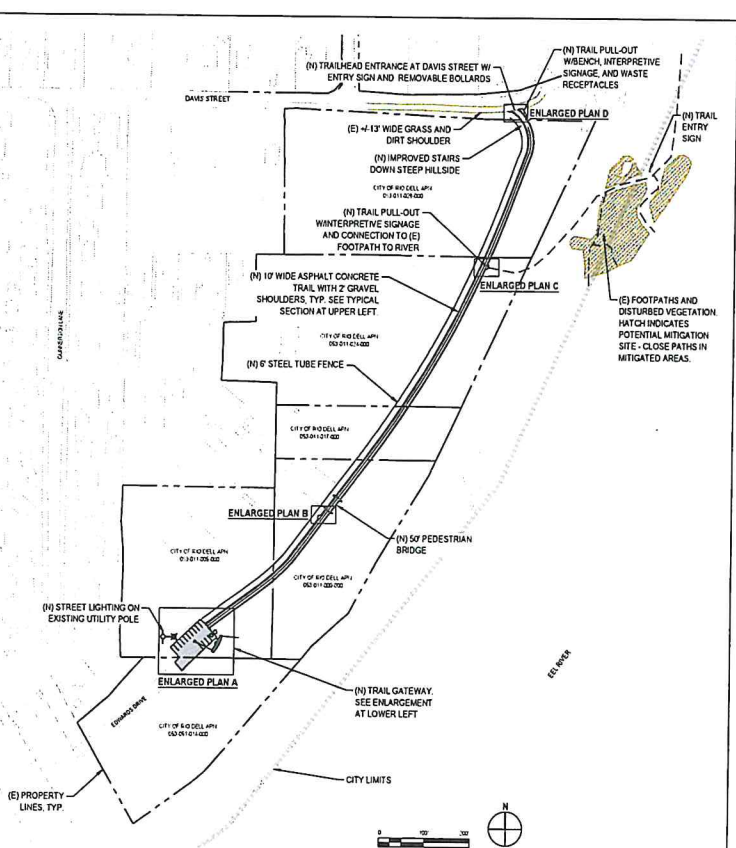 (N) TRAILHEAD ENTRANCE AT DAVIS STREET W/
ENTRY SIGN AND REMOVABLE BOLLARDS
(N) TRAIL PULL-OUT
W/BENCH, INTERPRETIVE
SIGNAGE, AND WASTE
RECEPTACLES
DAVIS STREET
ENLARGED PLAN D
(E) +/-13' WIDE GRASS AND
DIRT SHOULDER
(N) TRAIL
ENTRY
SIGN
(N) IMPROVED STAIRS
DOWN STEEP HILLSIDE
CITY OF RIO DELL APN
(N) TRAIL PULL-OUT
W/INTERPRETIVE SIGNAGE
AND CONNECTION TO (E)
FOOTPATH TO RIVER
ENLARGED PLAN C
(N) 10' WIDE ASPHALT CONCRETE
TRAIL WITH 2' GRAVEL
SHOULDERS, TYP. SEE TYPICAL
SECTION AT UPPER LEFT.
(E) FOOTPATHS AND
DISTURBED VEGETATION.
HATCH INDICATES
POTENTIAL MITIGATION
SITE - CLOSE PATHS IN
MITIGATED AREAS.
CITY OF RIO DELL APN
(N) 6' STEEL TUBE FENCE
CITY OF RIO DELL APN
ENLARGED PLAN B
(N) 50' PEDESTRIAN
BRIDGE
CITY OF RIO DELL APN
CITY OF RIO DELL APN
(N) STREET LIGHTING ON
EXISTING UTILITY POLE
ENLARGED PLAN A
(N) TRAIL GATEWAY.
SEE ENLARGEMENT
AT LOWER LEFT
EEL RIVER
EDWARDS DRIVE
CITY OF RIO DELL APN
(E) PROPERTY
LINES, TYP.
CITY LIMITS
N
0 100' 200'